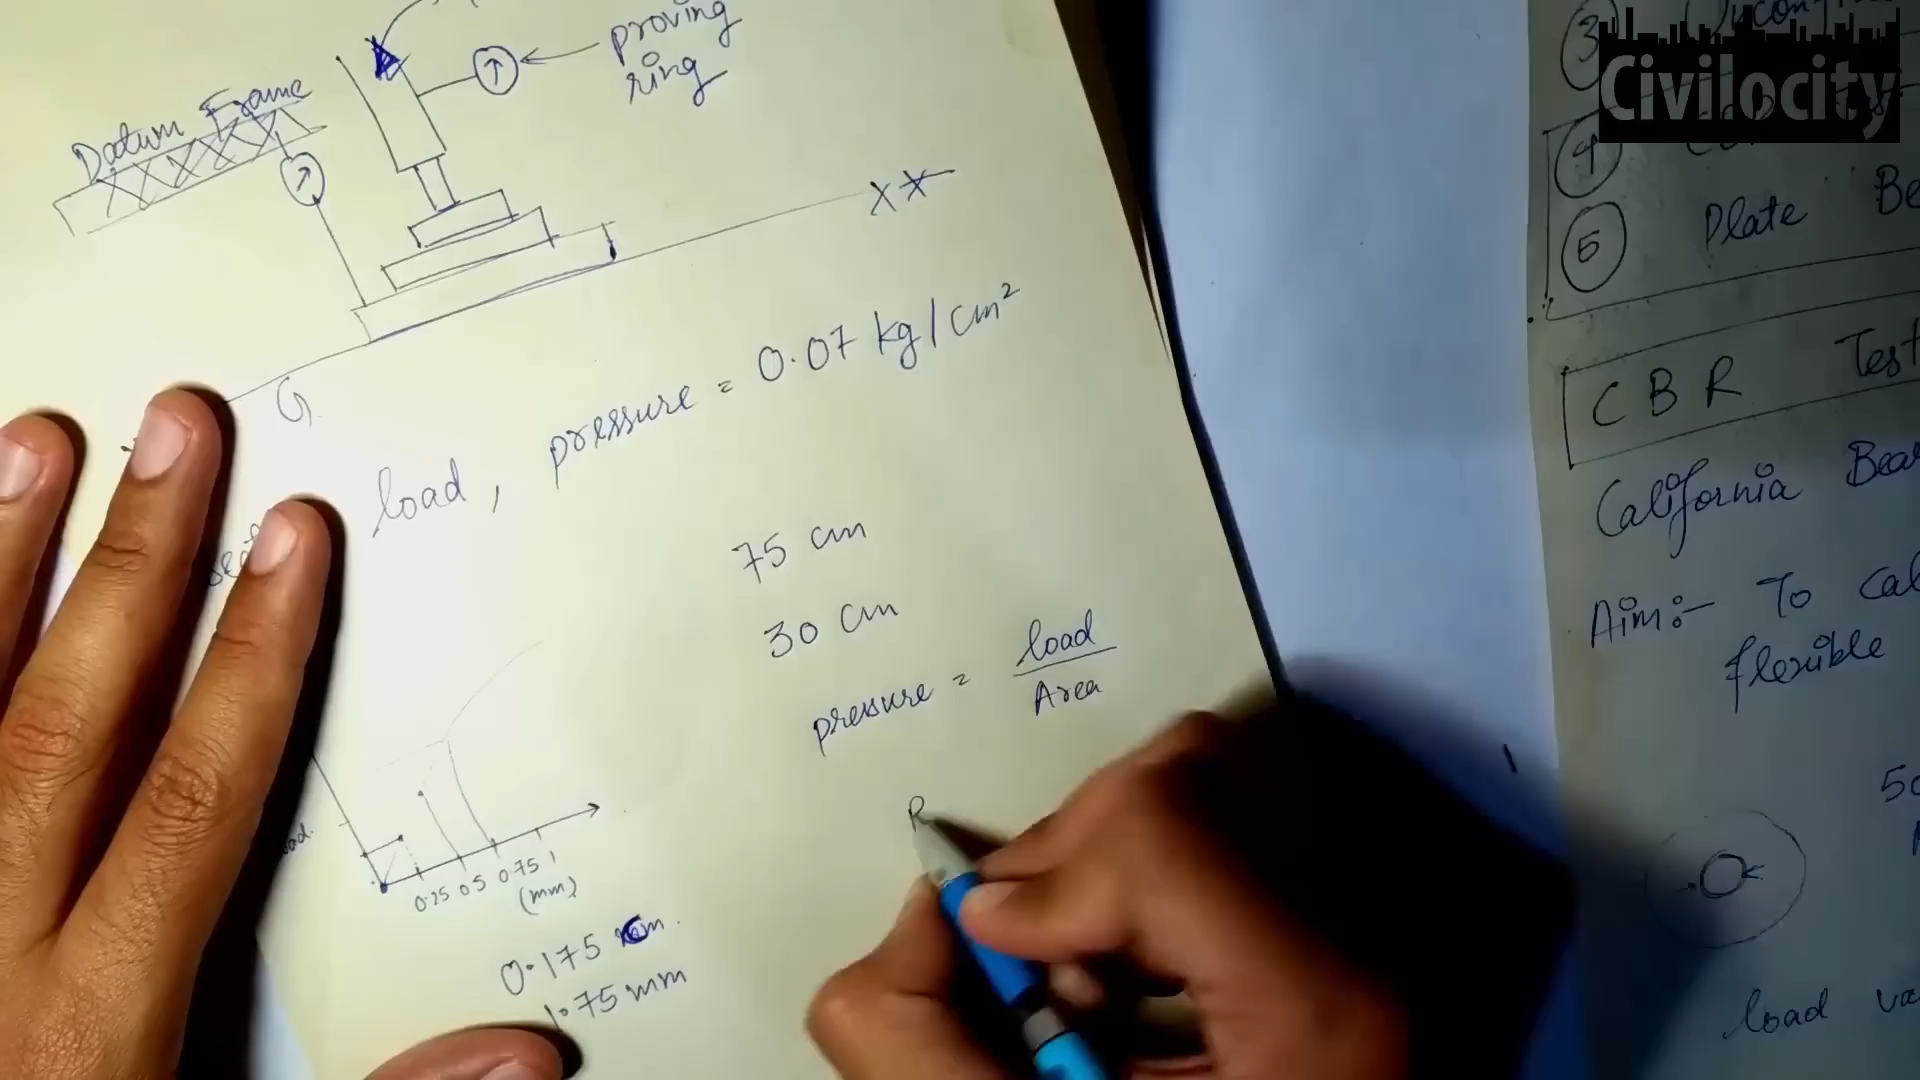 proving
ring
Datum Frame
G
load, pressure = 0.07 kg/cm²
75 cm
30 cm
pressure = load
Area
R
0.25 0.5 0.75 1
(mm)
0.175 cm.
1.75 mm
Civilocity
3
4
5 Plate
CBR Test
California
Aim:- To
flexible
load